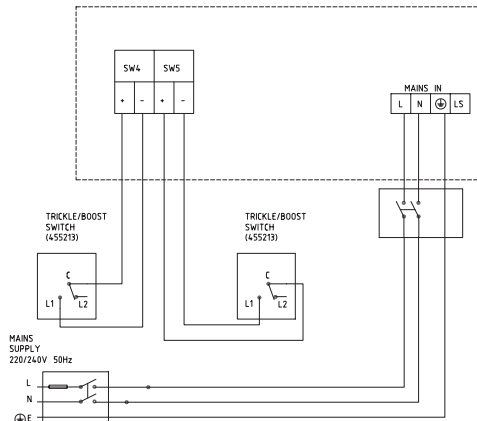 SW4 SW5
+ - + -
MAINS IN
L N LS
TRICKLE/BOOST
SWITCH
(455213)
C
L1 L2
TRICKLE/BOOST
SWITCH
(455213)
C
L1 L2
MAINS
SUPPLY
220/240V 50Hz
L
N
E